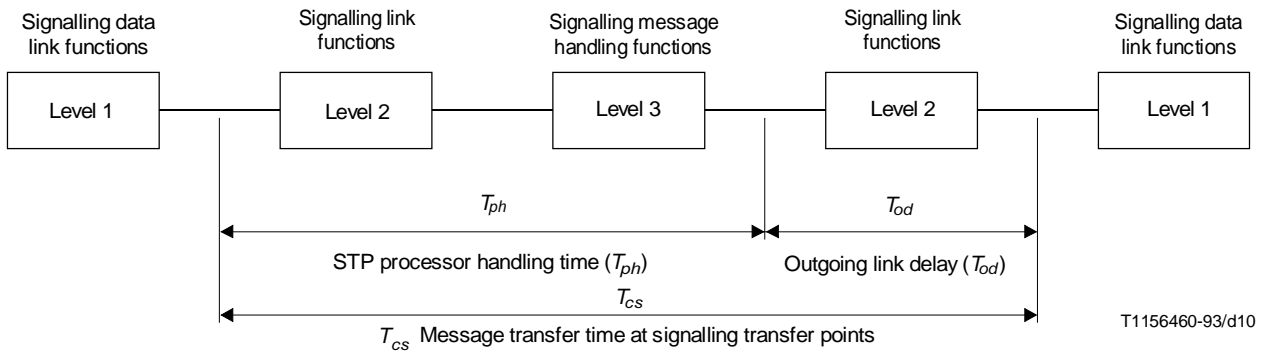 Signalling data
link functions
Signalling link
functions
Signalling message
handling functions
Signalling link
functions
Signalling data
link functions
Level 1
Level 2
Level 3
Level 2
Level 1
Tph
Tod
STP processor handling time (Tph)
Outgoing link delay (Tod)
Tcs
Tcs Message transfer time at signalling transfer points
T1156460-93/d10